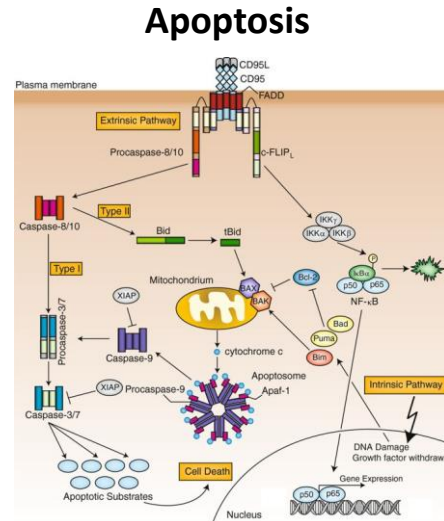 Apoptosis
CD95L
CD95
FADD
Plasma membrane
Extrinsic Pathway
Procaspase-8/10
c-FLIPL
IKKγ
IKKα
IKKβ
Type II
Caspase-8/10
Bid
tBid
P
IκBα
p50
p65
NF-κB
Type I
Mitochondrium
BAX
BAK
Bcl-2
Bad
Puma
Bim
XIAP
Procaspase-3/7
Caspase-9
cytochrome c
Apoptosome
Apaf-1
XIAP
Procaspase-9
Caspase-3/7
Intrinsic Pathway
Cell Death
DNA Damage
Growth factor withdraw
Apoptotic Substrates
Gene Expression
p50
p65
Nucleus